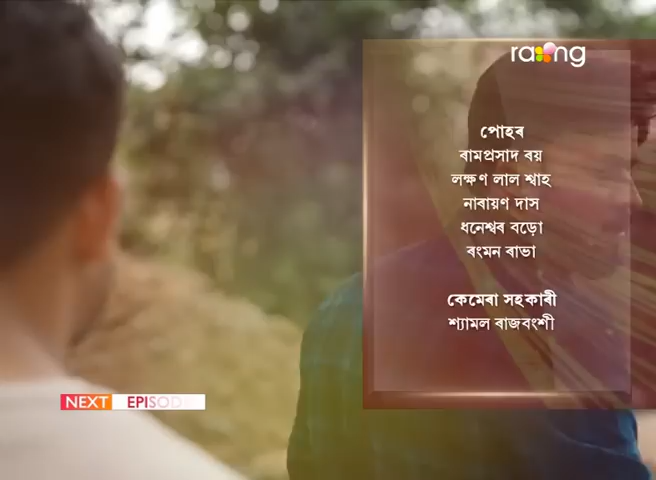 rang
পোহৰ
ৰামপ্ৰসাদ ৰয়
লক্ষণ লাল শ্বাহ
নাৰায়ণ দাস
ধনেশ্বৰ বড়ো
ৰংমন ৰাভা
কেমেৰা সহকাৰী
শ্যামল ৰাজবংশী
NEXT EPISOD